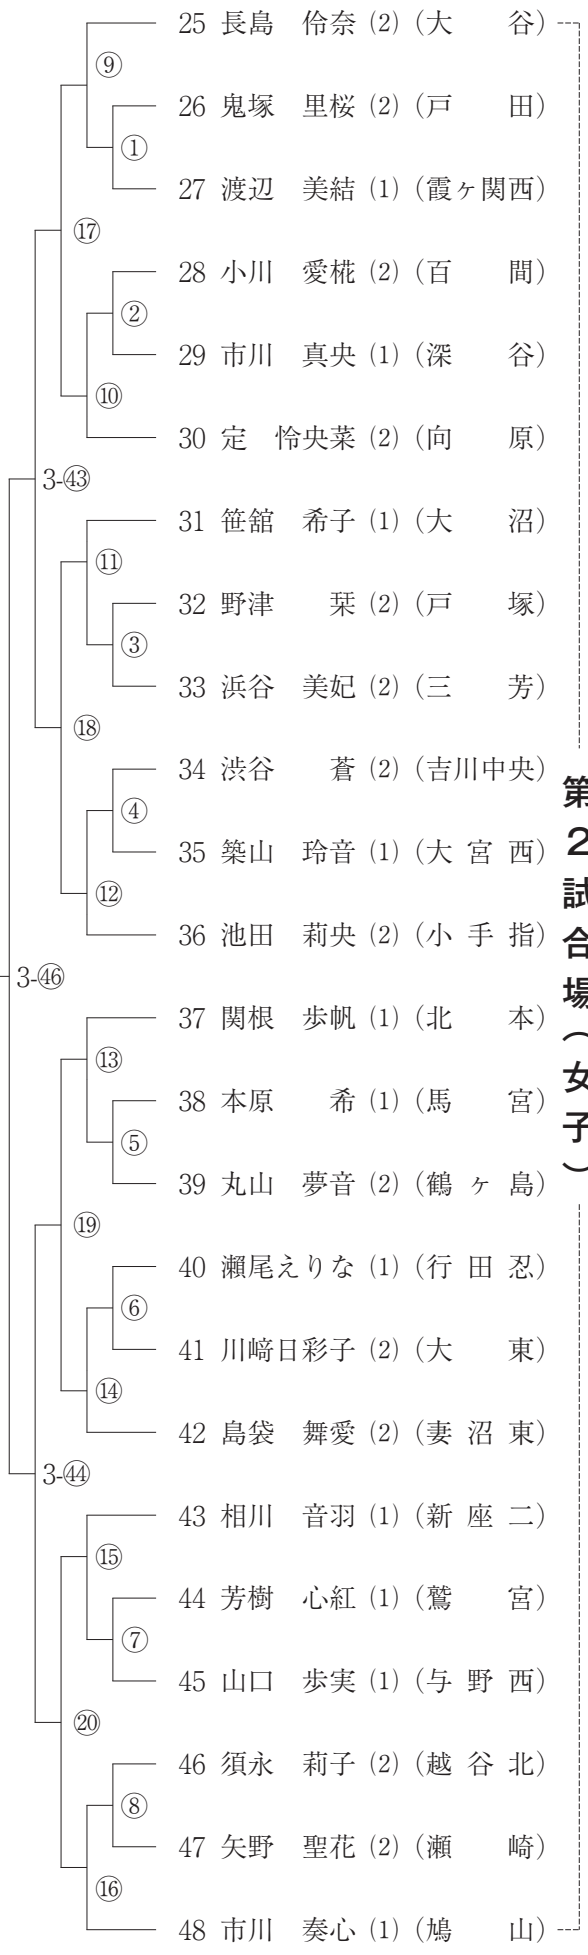 25 長島　伶奈 (2) (大　　谷)
⑨
26 鬼塚　里桜 (2) (戸　　田)
①
27 渡辺　美結 (1) (霞ヶ関西)
⑰
28 小川　愛椛 (2) (百　　間)
②
29 市川　真央 (1) (深　　谷)
⑩
30 定　怜央菜 (2) (向　　原)
3-㊸
31 笹舘　希子 (1) (大　　沼)
⑪
32 野津　　栞 (2) (戸　　塚)
③
33 浜谷　美妃 (2) (三　　芳)
⑱
34 渋谷　　蒼 (2) (吉川中央)
④
35 築山　玲音 (1) (大 宮 西)
⑫
36 池田　莉央 (2) (小 手 指)
3-㊻
37 関根　歩帆 (1) (北　　本)
⑬
38 本原　　希 (1) (馬　　宮)
⑤
39 丸山　夢音 (2) (鶴 ヶ 島)
⑲
40 瀬尾えりな (1) (行 田 忍)
⑥
41 川﨑日彩子 (2) (大　　東)
⑭
42 島袋　舞愛 (2) (妻 沼 東)
3-㊹
43 相川　音羽 (1) (新 座 二)
⑮
44 芳樹　心紅 (1) (鷲　　宮)
⑦
45 山口　歩実 (1) (与 野 西)
⑳
46 須永　莉子 (2) (越 谷 北)
⑧
47 矢野　聖花 (2) (瀬　　崎)
⑯
48 市川　奏心 (1) (鳩　　山)
第２試合場（女子）